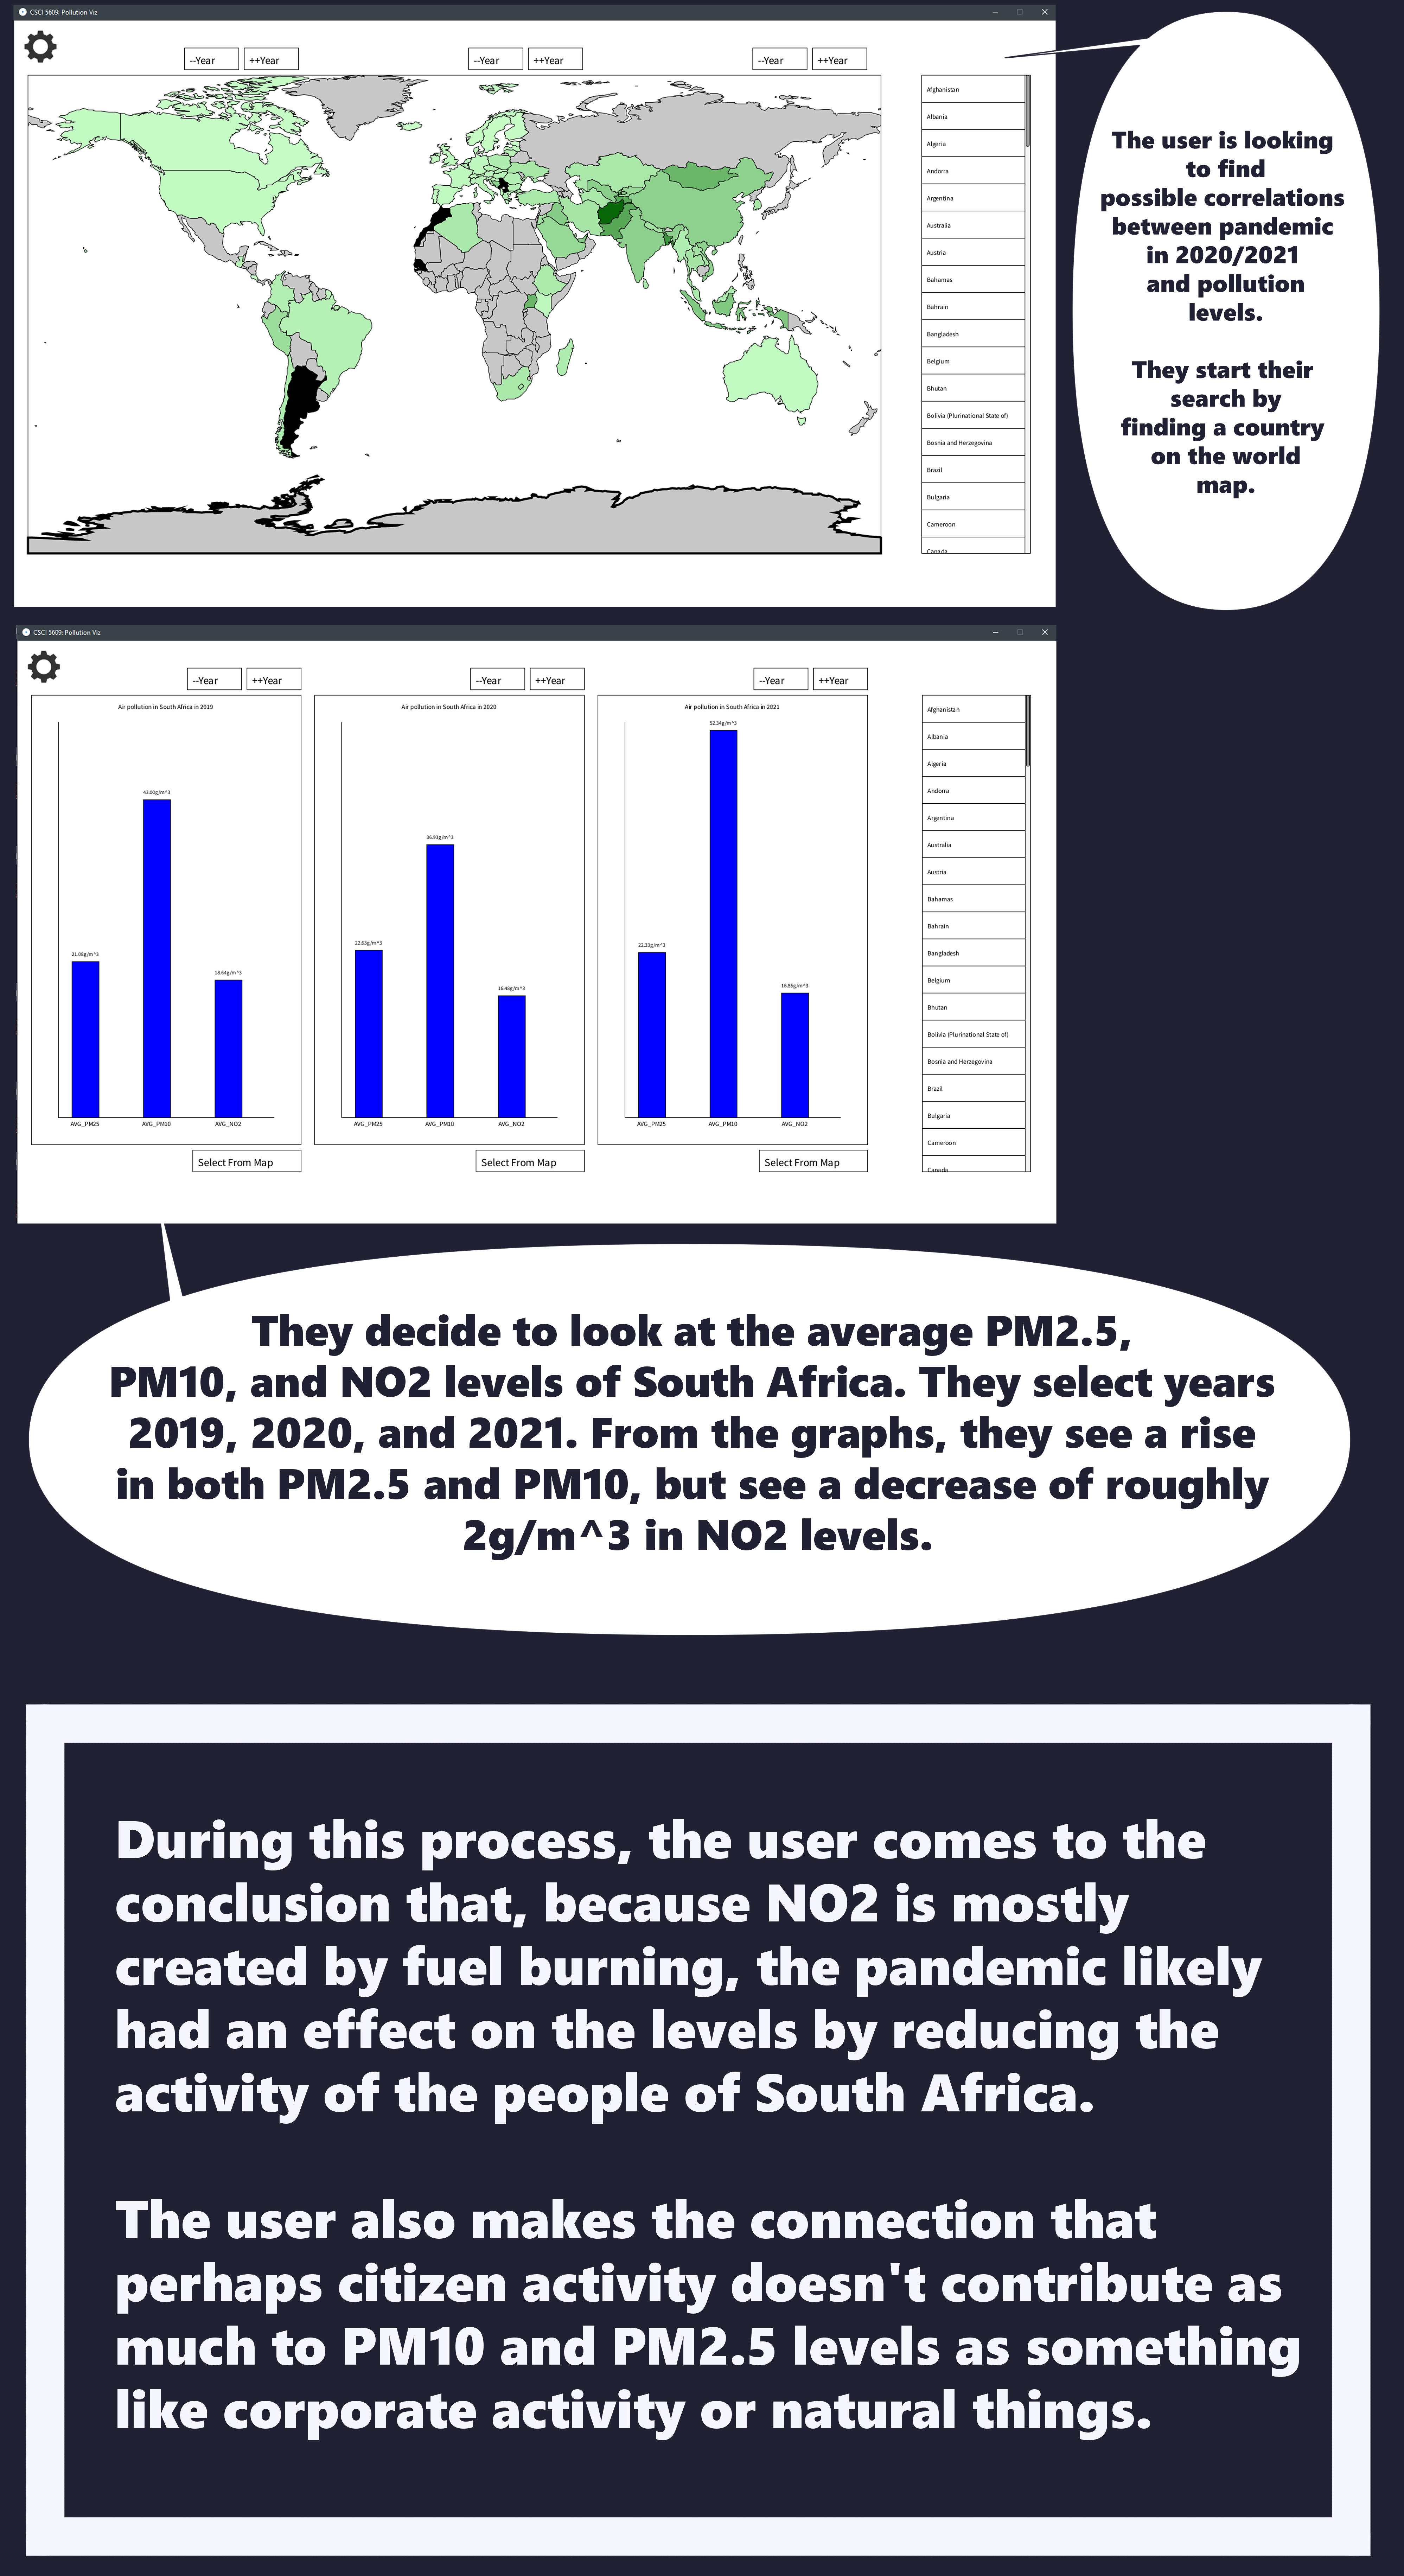 CSCI 5609: Pollution Viz
--Year
++Year
--Year
++Year
--Year
++Year
Afghanistan
Albania
Algeria
Andorra
Argentina
Australia
Austria
Bahamas
Bahrain
Bangladesh
Belgium
Bhutan
Bolivia (Plurinational State of)
Bosnia and Herzegovina
Brazil
Bulgaria
Cameroon
Canada
The user is looking
to find
possible correlations
between pandemic
in 2020/2021
and pollution
levels.
They start their
search by
finding a country
on the world
map.
CSCI 5609: Pollution Viz
--Year
++Year
--Year
++Year
--Year
++Year
Air pollution in South Africa in 2019
21.08g/m^3
43.00g/m^3
18.64g/m^3
AVG_PM25
AVG_PM10
AVG_NO2
Select From Map
Air pollution in South Africa in 2020
22.63g/m^3
36.93g/m^3
16.48g/m^3
AVG_PM25
AVG_PM10
AVG_NO2
Select From Map
Air pollution in South Africa in 2021
22.33g/m^3
52.34g/m^3
16.85g/m^3
AVG_PM25
AVG_PM10
AVG_NO2
Select From Map
Afghanistan
Albania
Algeria
Andorra
Argentina
Australia
Austria
Bahamas
Bahrain
Bangladesh
Belgium
Bhutan
Bolivia (Plurinational State of)
Bosnia and Herzegovina
Brazil
Bulgaria
Cameroon
Canada
They decide to look at the average PM2.5,
PM10, and NO2 levels of South Africa. They select years
2019, 2020, and 2021. From the graphs, they see a rise
in both PM2.5 and PM10, but see a decrease of roughly
2g/m^3 in NO2 levels.
During this process, the user comes to the
conclusion that, because NO2 is mostly
created by fuel burning, the pandemic likely
had an effect on the levels by reducing the
activity of the people of South Africa.
The user also makes the connection that
perhaps citizen activity doesn't contribute as
much to PM10 and PM2.5 levels as something
like corporate activity or natural things.